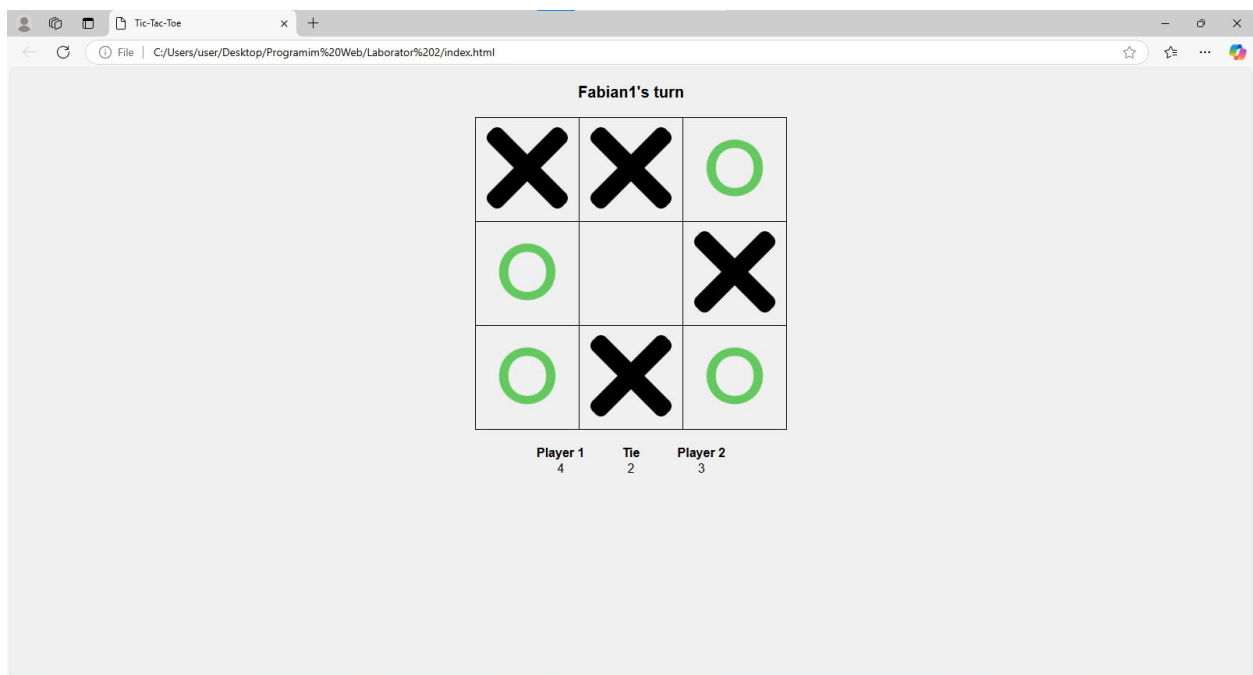 Tic-Tac-Toe
File | C:/Users/user/Desktop/Programim%20Web/Laborator%202/index.html
Fabian1's turn
Player 1 Tie Player 2
4 2 3